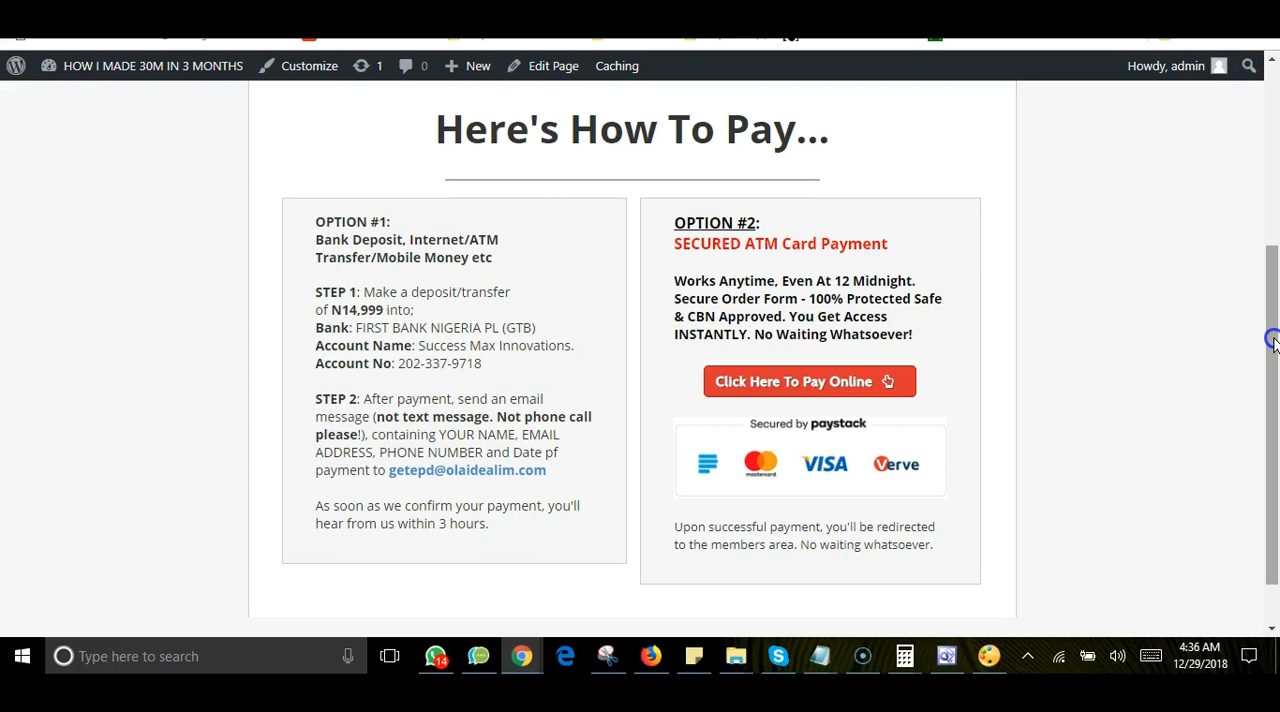 HOW I MADE 30M IN 3 MONTHS
Customize
1
0
New
Edit Page
Caching
Howdy, admin
Here's How To Pay...
OPTION #1:
Bank Deposit, Internet/ATM
Transfer/Mobile Money etc
STEP 1: Make a deposit/transfer
of N14,999 into;
Bank: FIRST BANK NIGERIA PL (GTB)
Account Name: Success Max Innovations.
Account No: 202-337-9718
STEP 2: After payment, send an email
message (not text message. Not phone call
please!), containing YOUR NAME, EMAIL
ADDRESS, PHONE NUMBER and Date pf
payment to getepd@olaidealim.com
As soon as we confirm your payment, you'll
hear from us within 3 hours.
OPTION #2:
SECURED ATM Card Payment
Works Anytime, Even At 12 Midnight.
Secure Order Form - 100% Protected Safe
& CBN Approved. You Get Access
INSTANTLY. No Waiting Whatsoever!
Click Here To Pay Online
Secured by paystack
mastercard
VISA
Verve
Upon successful payment, you'll be redirected
to the members area. No waiting whatsoever.
Type here to search
14
4:36 AM
12/29/2018